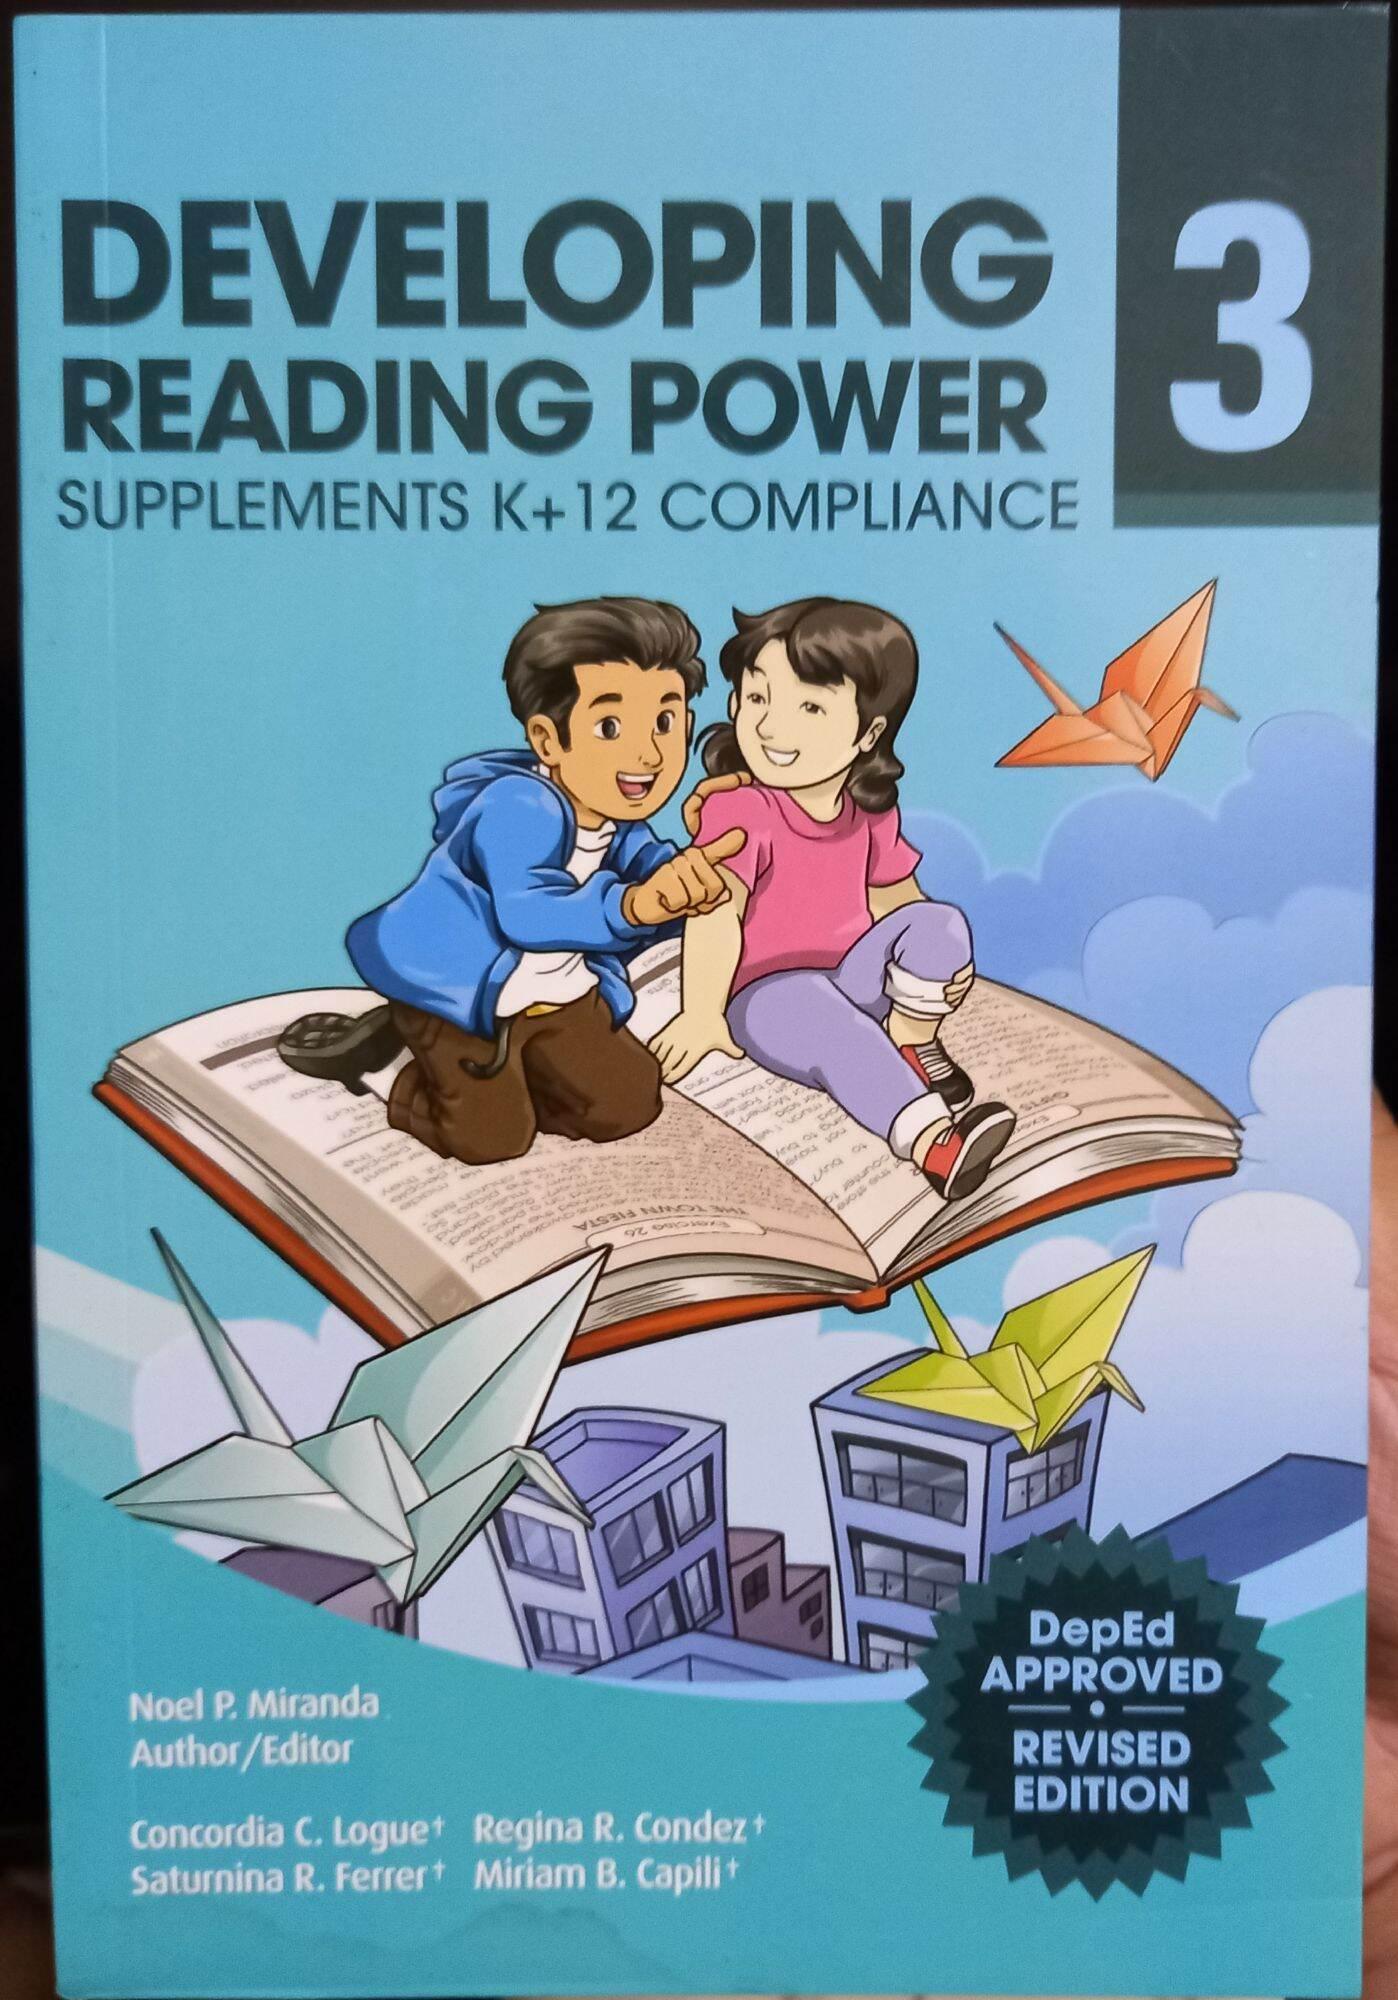 DEVELOPING
READING POWER
SUPPLEMENTS K+12 COMPLIANCE
3
Exercise 26
THE TOWN FIESTA
GIFTS
DepEd
APPROVED
REVISED
EDITION
Noel P. Miranda
Author/Editor
Concordia C. Logue† Regina R. Condez†
Saturnina R. Ferrer† Miriam B. Capili†